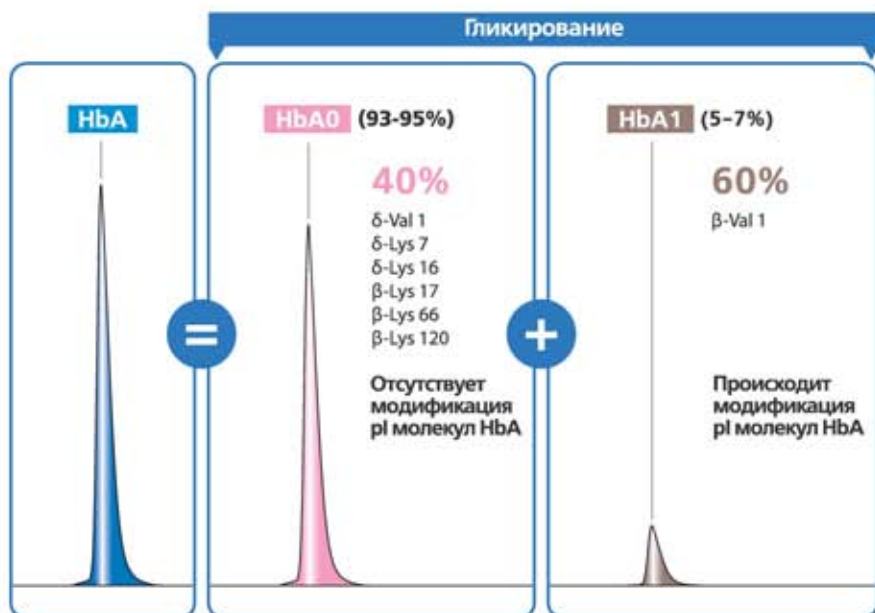 Гликирование
HbA
HbA0 (93-95%)
40%
δ-Val 1
δ-Lys 7
δ-Lys 16
β-Lys 17
β-Lys 66
β-Lys 120
Отсутствует
модификация
pI молекул HbA
=
+
HbA1 (5–7%)
60%
β-Val 1
Происходит
модификация
pI молекул HbA